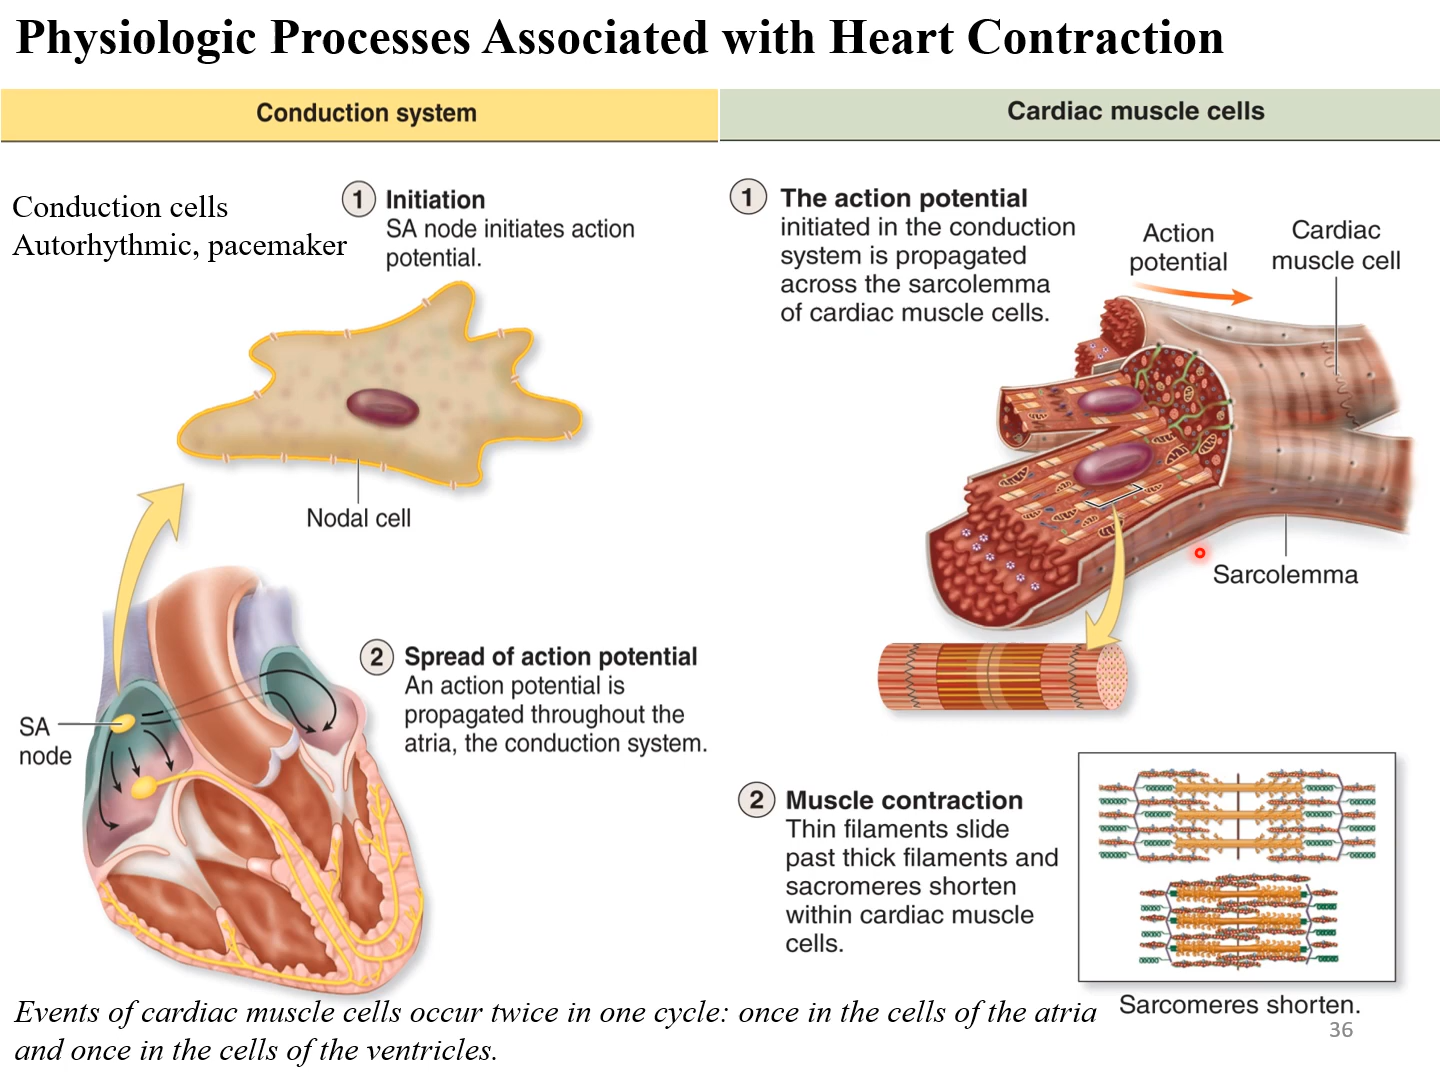 Physiologic Processes Associated with Heart Contraction
Conduction system
Conduction cells
Autorhythmic, pacemaker
1 Initiation
SA node initiates action
potential.
Nodal cell
SA
node
2 Spread of action potential
An action potential is
propagated throughout the
atria, the conduction system.
Cardiac muscle cells
1 The action potential
initiated in the conduction
system is propagated
across the sarcolemma
of cardiac muscle cells.
Action
potential
Cardiac
muscle cell
Sarcolemma
2 Muscle contraction
Thin filaments slide
past thick filaments and
sacromeres shorten
within cardiac muscle
cells.
Sarcomeres shorten.
Events of cardiac muscle cells occur twice in one cycle: once in the cells of the atria
and once in the cells of the ventricles.
36